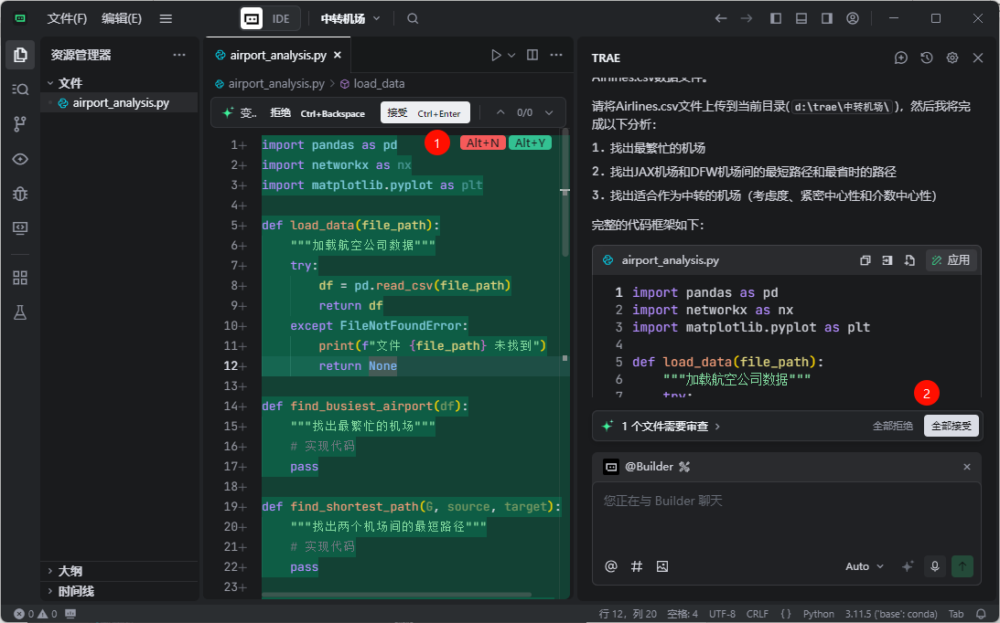 文件(F) 编辑(E) IDE 中转机场
资源管理器
文件
airport_analysis.py
大纲
时间线
airport_analysis.py
airport_analysis.py > load_data
变.. 拒绝 Ctrl+Backspace 接受 Ctrl+Enter 0/0
1 Alt+N Alt+Y
1+ import pandas as pd
2+ import networkx as nx
3+ import matplotlib.pyplot as plt
4+
5+ def load_data(file_path):
6+ """加载航空公司数据"""
7+ try:
8+ df = pd.read_csv(file_path)
9+ return df
10+ except FileNotFoundError:
11+ print(f"文件 {file_path} 未找到")
12+ return None
13+
14+ def find_busiest_airport(df):
15+ """找出最繁忙的机场"""
16+ # 实现代码
17+ pass
18+
19+ def find_shortest_path(G, source, target):
20+ """找出两个机场间的最短路径"""
21+ # 实现代码
22+ pass
23+
TRAE
Airlines.csv数据文件。
请将Airlines.csv文件上传到当前目录( d:\trae\中转机场\ )，然后我将完
成以下分析：
1. 找出最繁忙的机场
2. 找出JAX机场和DFW机场间的最短路径和最省时的路径
3. 找出适合作为中转的机场（考虑度、紧密中心性和介数中心性）
完整的代码框架如下：
airport_analysis.py 应用
1 import pandas as pd
2 import networkx as nx
3 import matplotlib.pyplot as plt
4
5 def load_data(file_path):
6 """加载航空公司数据"""
7 try:
2
1 个文件需要审查 > 全部拒绝 全部接受
@Builder
您正在与 Builder 聊天
@ # Auto
0 0 行 12，列 20 空格: 4 UTF-8 CRLF { } Python 3.11.5 ('base': conda) Tab